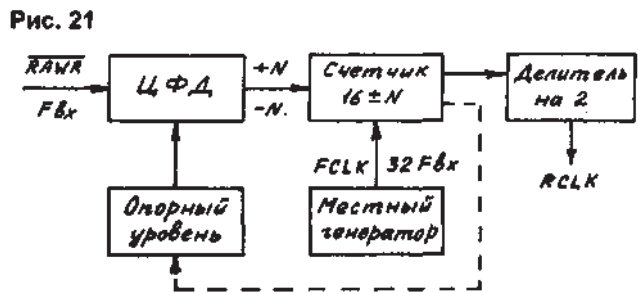 Рис. 21
RAWR
Fвх
ЦФД
+N
-N.
Счетчик
16 ± N
Делитель
на 2
FCLK 32 Fвх
RCLK
Опорный
уровень
Местный
генератор